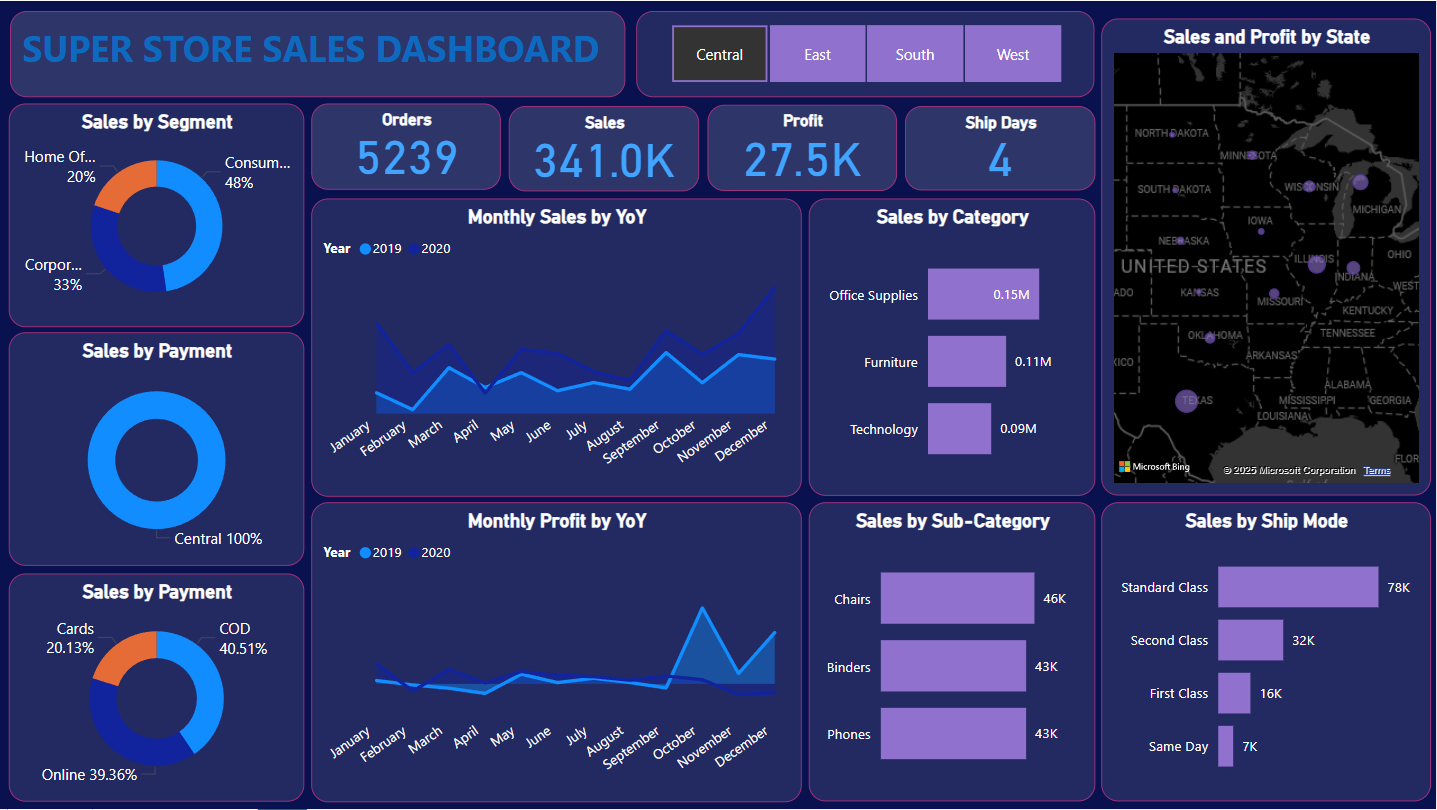 SUPER STORE SALES DASHBOARD
Central
East
South
West
Sales by Segment
Home Of...
20%
Consum...
48%
Corpor...
33%
Orders
5239
Sales
341.0K
Profit
27.5K
Ship Days
4
Sales and Profit by State
NORTH DAKOTA
MINNESOTA
SOUTH DAKOTA
WISCONSIN
MICHIGAN
IOWA
NEBRASKA
UNITED STATES
ILLINOIS
INDIANA
OHIO
ADO
KANSAS
MISSOURI
WEST
KENTUCKY
OKLAHOMA
TENNESSEE
XICO
ARKANSAS
ALABAMA
TEXAS
MISSISSIPPI
GEORGIA
LOUISIANA
FLOR
Microsoft Bing
© 2025 Microsoft Corporation Terms
Monthly Sales by YoY
Year 2019 2020
January
February
March
April
May
June
July
August
September
October
November
December
Sales by Category
Office Supplies 0.15M
Furniture 0.11M
Technology 0.09M
Sales by Payment
Central 100%
Sales by Payment
Cards
20.13%
COD
40.51%
Online 39.36%
Monthly Profit by YoY
Year 2019 2020
January
February
March
April
May
June
July
August
September
October
November
December
Sales by Sub-Category
Chairs 46K
Binders 43K
Phones 43K
Sales by Ship Mode
Standard Class 78K
Second Class 32K
First Class 16K
Same Day 7K